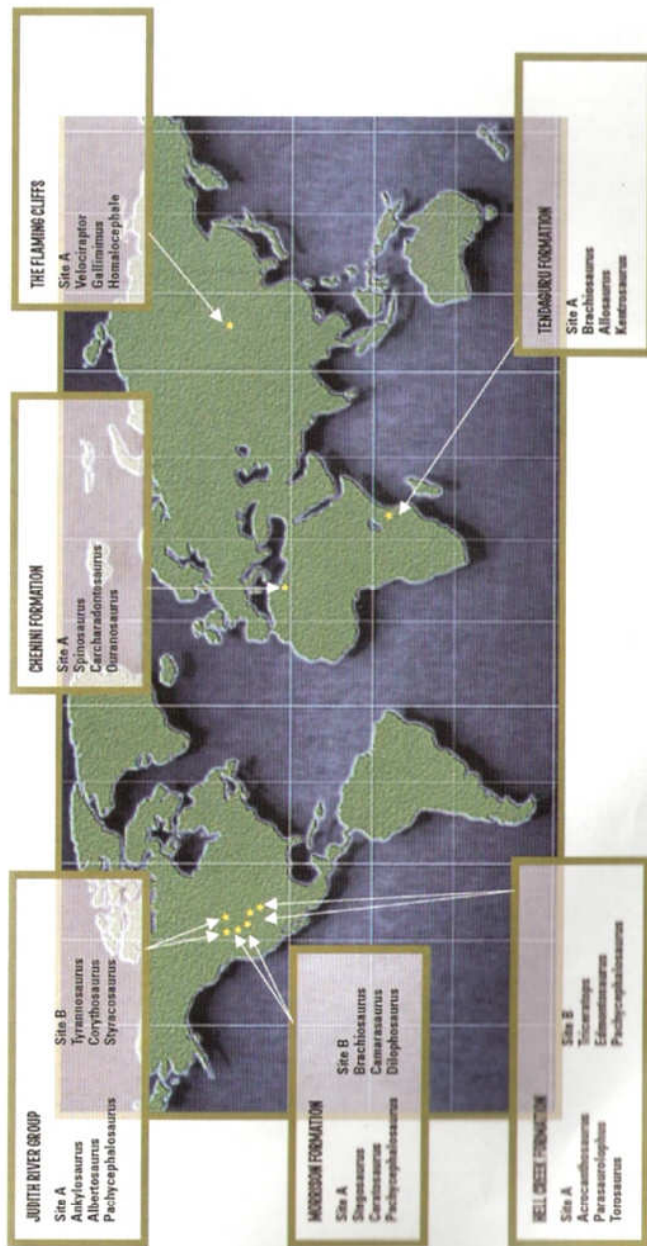 JUDITH RIVER GROUP
Site A
Ankylosaurus
Albertosaurus
Pachycephalosaurus
Site B
Tyrannosaurus
Corythosaurus
Styracosaurus
CHENINI FORMATION
Site A
Spinosaurus
Carcharadontosaurus
Ouranosaurus
THE FLAMING CLIFFS
Site A
Velociraptor
Gallimimus
Homalocephale
MORRISON FORMATION
Site A
Stegosaurus
Ceratosaurus
Pachycephalosaurus
Site B
Brachiosaurus
Camarasaurus
Dilophosaurus
HELL CREEK FORMATION
Site A
Acrocanthosaurus
Parasaurolophus
Torosaurus
Site B
Triceratops
Edmontosaurus
Pachycephalosaurus
TENDAGURU FORMATION
Site A
Brachiosaurus
Allosaurus
Kentrosaurus